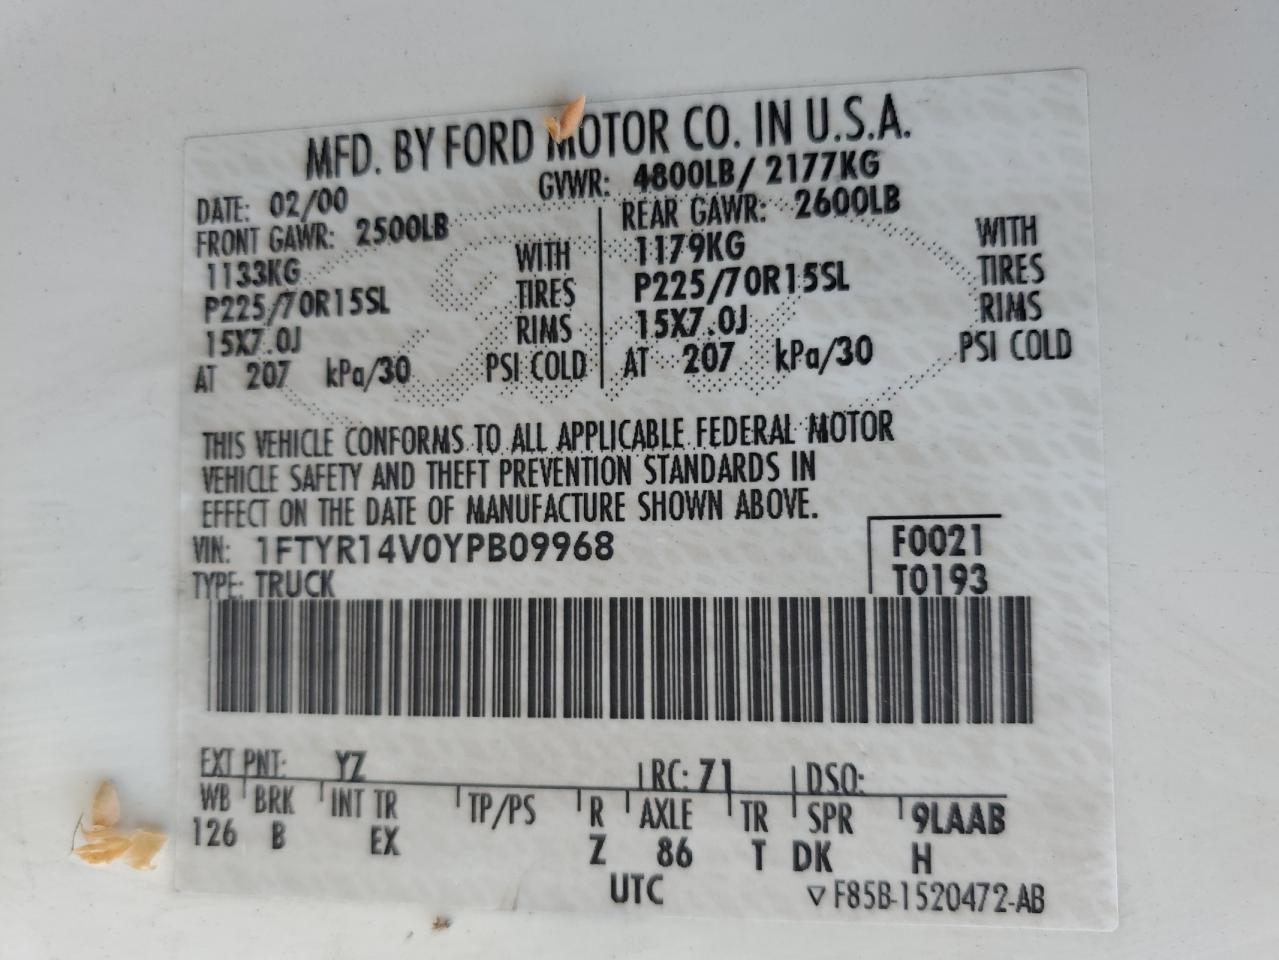 MFD. BY FORD MOTOR CO. IN U.S.A.
DATE: 02/00 GVWR: 4800LB/ 2177KG
FRONT GAWR: 2500LB REAR GAWR: 2600LB
1133KG WITH 1179KG WITH
P225/70R15SL TIRES P225/70R15SL TIRES
15X7.0J RIMS 15X7.0J RIMS
AT 207 kPa/30 PSI COLD AT 207 kPa/30 PSI COLD
THIS VEHICLE CONFORMS TO ALL APPLICABLE FEDERAL MOTOR
VEHICLE SAFETY AND THEFT PREVENTION STANDARDS IN
EFFECT ON THE DATE OF MANUFACTURE SHOWN ABOVE.
VIN: 1FTYR14V0YPB09968 F0021
TYPE: TRUCK T0193
EXT PNT: YZ RC: 71 DSO:
WB BRK INT TR TP/PS R AXLE TR SPR 9LAAB
126 B EX Z 86 T DK H
UTC ▽F85B-1520472-AB